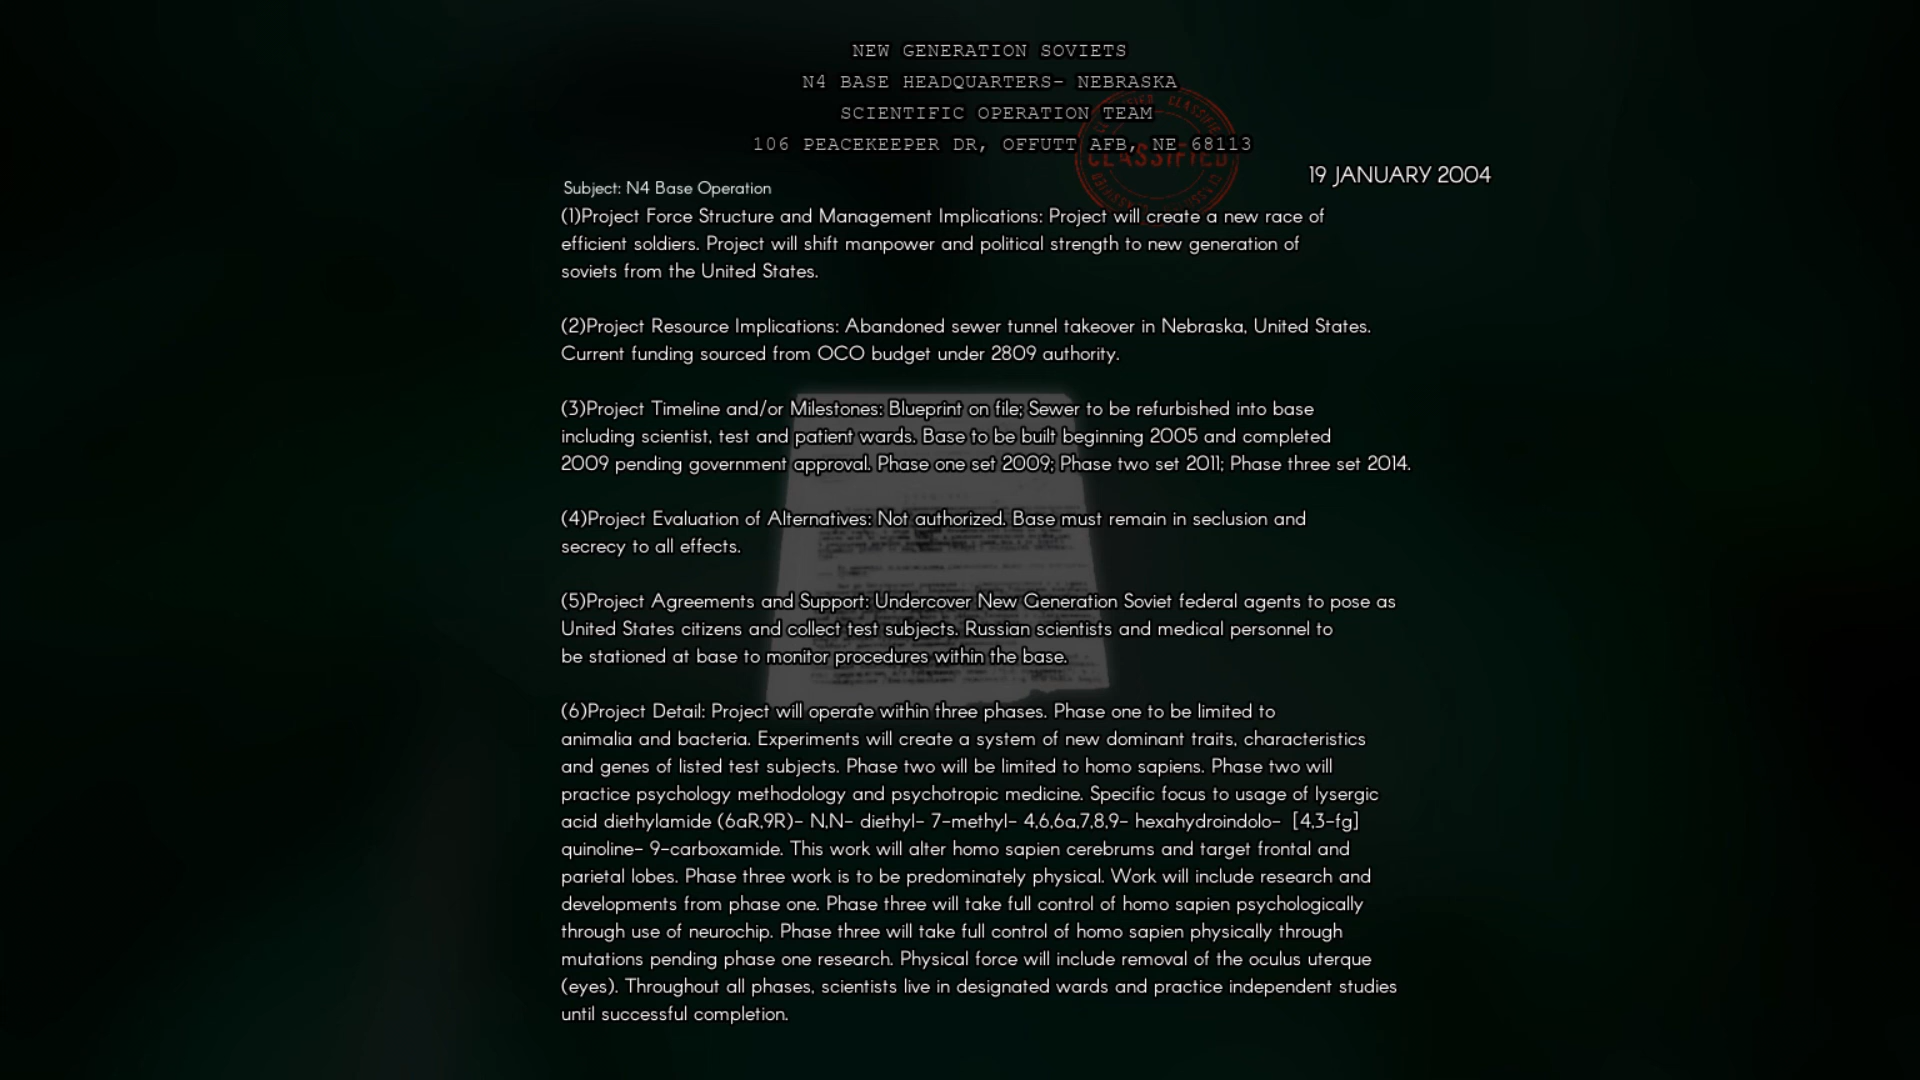 NEW GENERATION SOVIETS
N4 BASE HEADQUARTERS- NEBRASKA
SCIENTIFIC OPERATION TEAM
106 PEACEKEEPER DR, OFFUTT AFB, NE 68113
CLASSIFIED
19 JANUARY 2004
Subject: N4 Base Operation
(1)Project Force Structure and Management Implications: Project will create a new race of
efficient soldiers. Project will shift manpower and political strength to new generation of
soviets from the United States.
(2)Project Resource Implications: Abandoned sewer tunnel takeover in Nebraska, United States.
Current funding sourced from OCO budget under 2809 authority.
(3)Project Timeline and/or Milestones: Blueprint on file; Sewer to be refurbished into base
including scientist, test and patient wards. Base to be built beginning 2005 and completed
2009 pending government approval. Phase one set 2009; Phase two set 2011; Phase three set 2014.
(4)Project Evaluation of Alternatives: Not authorized. Base must remain in seclusion and
secrecy to all effects.
(5)Project Agreements and Support: Undercover New Generation Soviet federal agents to pose as
United States citizens and collect test subjects. Russian scientists and medical personnel to
be stationed at base to monitor procedures within the base.
(6)Project Detail: Project will operate within three phases. Phase one to be limited to
animalia and bacteria. Experiments will create a system of new dominant traits, characteristics
and genes of listed test subjects. Phase two will be limited to homo sapiens. Phase two will
practice psychology methodology and psychotropic medicine. Specific focus to usage of lysergic
acid diethylamide (6aR,9R)- N,N- diethyl- 7-methyl- 4,6,6a,7,8,9- hexahydroindolo- [4,3-fg]
quinoline- 9-carboxamide. This work will alter homo sapien cerebrums and target frontal and
parietal lobes. Phase three work is to be predominately physical. Work will include research and
developments from phase one. Phase three will take full control of homo sapien psychologically
through use of neurochip. Phase three will take full control of homo sapien physically through
mutations pending phase one research. Physical force will include removal of the oculus uterque
(eyes). Throughout all phases, scientists live in designated wards and practice independent studies
until successful completion.